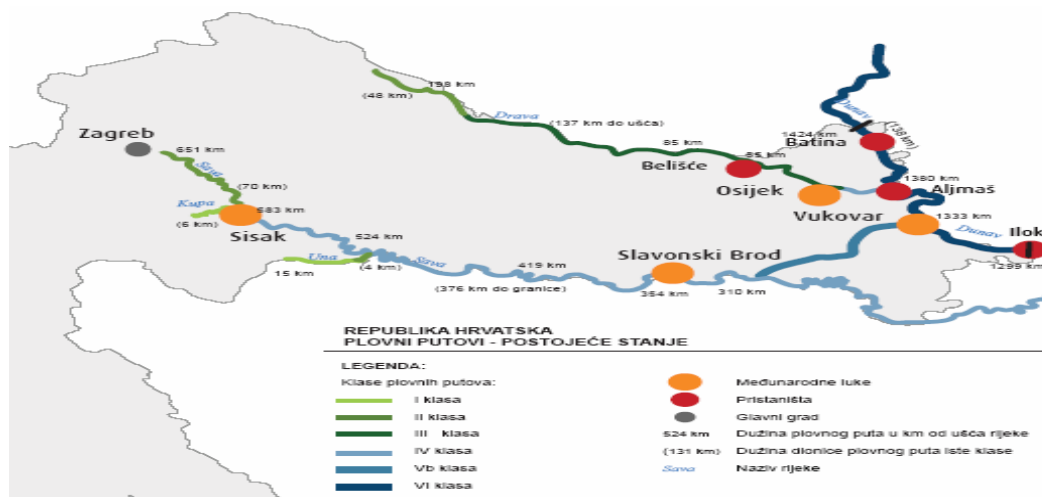 198 km
(48 km)
Drava
(137 km do ušća)
Dunav
1424 km
Batina
(138 km)
Zagreb
651 km
Sava
(70 km)
85 km
85 km
Belišće
Osijek
1380 km
Aljmaš
Kupa
(6 km)
683 km
Sisak
Vukovar
1333 km
Dunav
Ilok
1299 km
524 km
Una
(4 km)
Sava
15 km
419 km
(376 km do granice)
Slavonski Brod
354 km
310 km
REPUBLIKA HRVATSKA
PLOVNI PUTOVI - POSTOJEĆE STANJE
LEGENDA:
Klase plovnih putova:
I klasa
II klasa
III klasa
IV klasa
Vb klasa
VI klasa
Međunarodne luke
Pristaništa
Glavni grad
524 km Dužina plovnog puta u km od ušća rijeke
(131 km) Dužina dionice plovnog puta iste klase
Sava Naziv rijeke